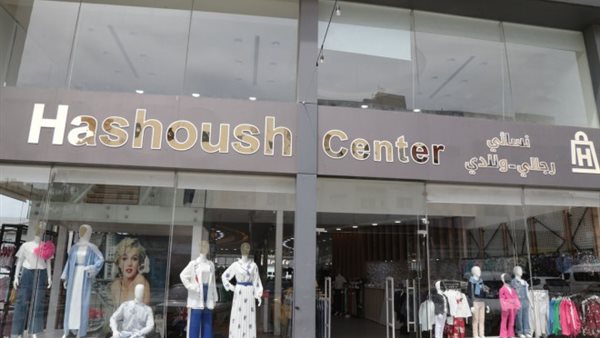 Hashoush Center
نسائي
رجالي-ولادي
H